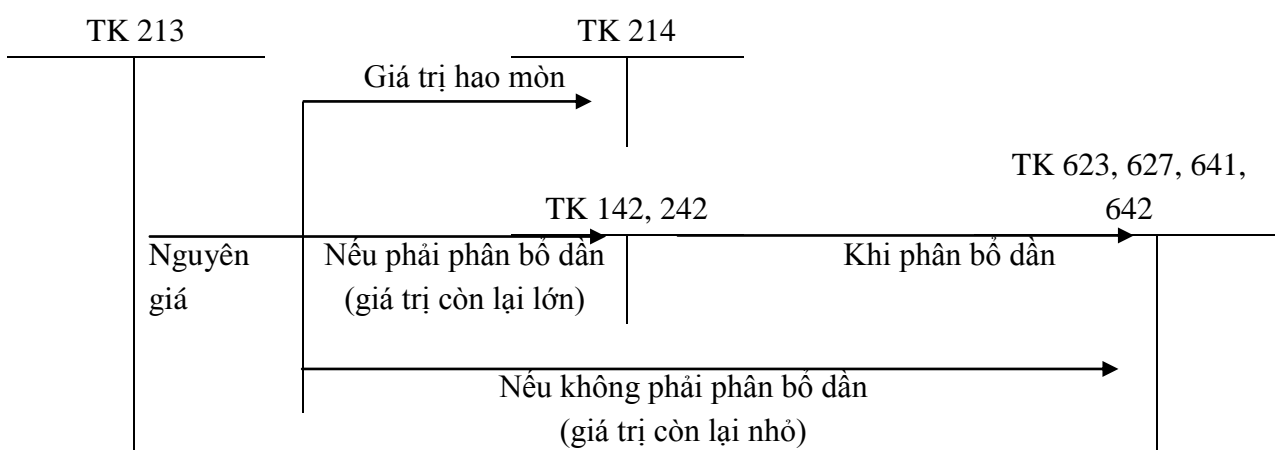 TK 213
TK 214
Giá trị hao mòn
TK 623, 627, 641,
642
TK 142, 242
Nguyên
giá
Nếu phải phân bổ dần
(giá trị còn lại lớn)
Khi phân bổ dần
Nếu không phải phân bổ dần
(giá trị còn lại nhỏ)